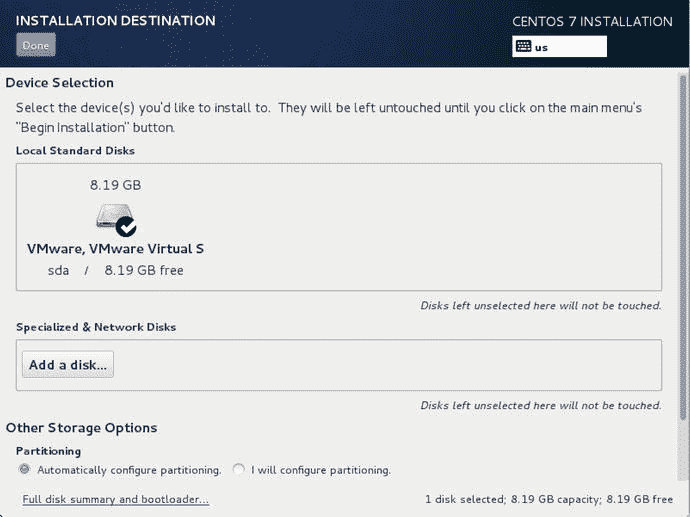 INSTALLATION DESTINATION
CENTOS 7 INSTALLATION
Done
us
Device Selection
Select the device(s) you'd like to install to. They will be left untouched until you click on the main menu's
"Begin Installation" button.
Local Standard Disks
8.19 GB
VMware, VMware Virtual S
sda / 8.19 GB free
Disks left unselected here will not be touched.
Specialized & Network Disks
Add a disk...
Disks left unselected here will not be touched.
Other Storage Options
Partitioning
Automatically configure partitioning. I will configure partitioning.
Full disk summary and bootloader... 1 disk selected; 8.19 GB capacity; 8.19 GB free